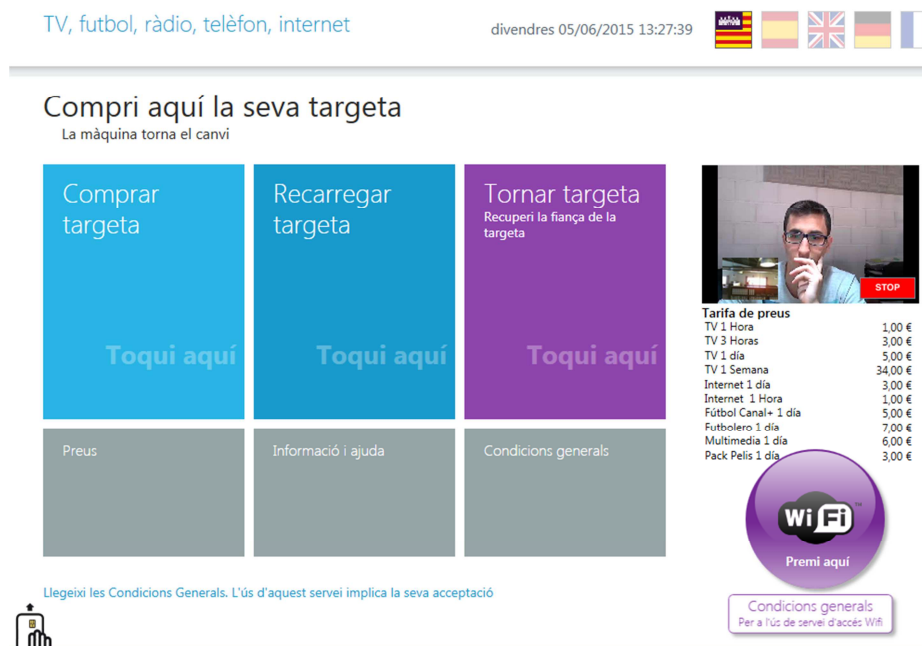 TV, futbol, ràdio, telèfon, internet
divendres 05/06/2015 13:27:39
Compri aquí la seva targeta
La màquina torna el canvi
Comprar
targeta
Toqui aquí
Recarregar
targeta
Toqui aquí
Tornar targeta
Recuperi la fiança de la
targeta
Toqui aquí
STOP
Tarifa de preus
TV 1 Hora 1,00 €
TV 3 Horas 3,00 €
TV 1 día 5,00 €
TV 1 Semana 34,00 €
Internet 1 día 3,00 €
Internet 1 Hora 1,00 €
Fútbol Canal+ 1 día 5,00 €
Futbolero 1 día 7,00 €
Multimedia 1 día 6,00 €
Pack Pelis 1 día 3,00 €
Preus
Informació i ajuda
Condicions generals
Wi Fi ™
Premi aquí
Llegeixi les Condicions Generals. L'ús d'aquest servei implica la seva acceptació
Condicions generals
Per a l'ús de servei d'accés Wifi